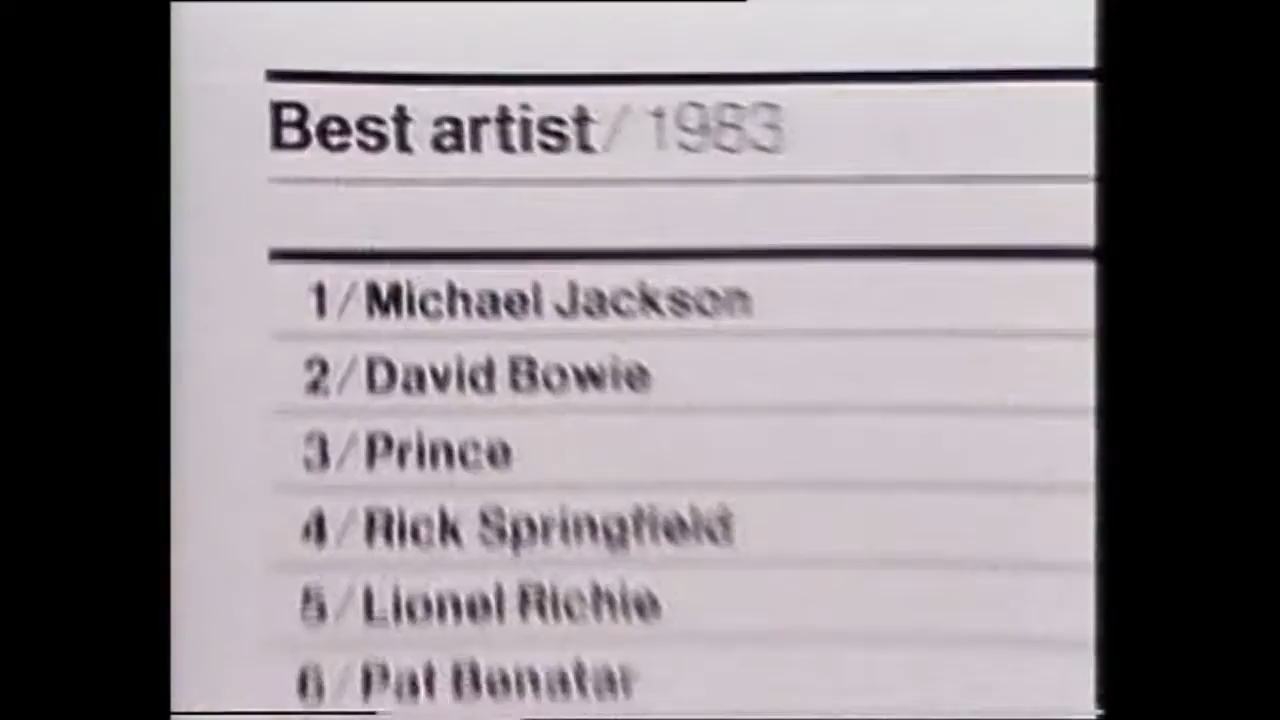 Best artist/1983
1/Michael Jackson
2/David Bowie
3/Prince
4/Rick Springfield
5/Lionel Richie
6/Pat Benatar